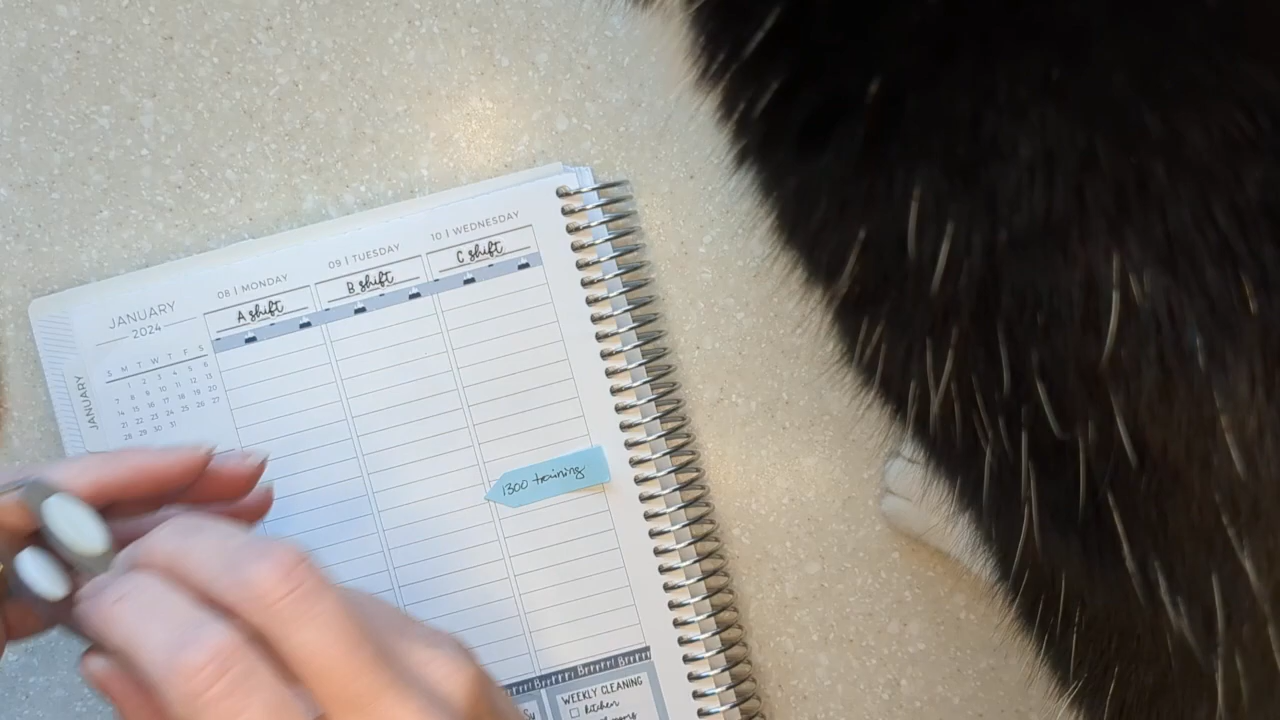 JANUARY
2024
S M T W T F S
1 2 3 4 5 6
7 8 9 10 11 12 13
14 15 16 17 18 19 20
21 22 23 24 25 26 27
28 29 30 31
JANUARY
08 | MONDAY
A shift
09 | TUESDAY
B shift
10 | WEDNESDAY
C shift
1300 training
Brrrr! Brrrr!
WEEKLY CLEANING
Kitchen